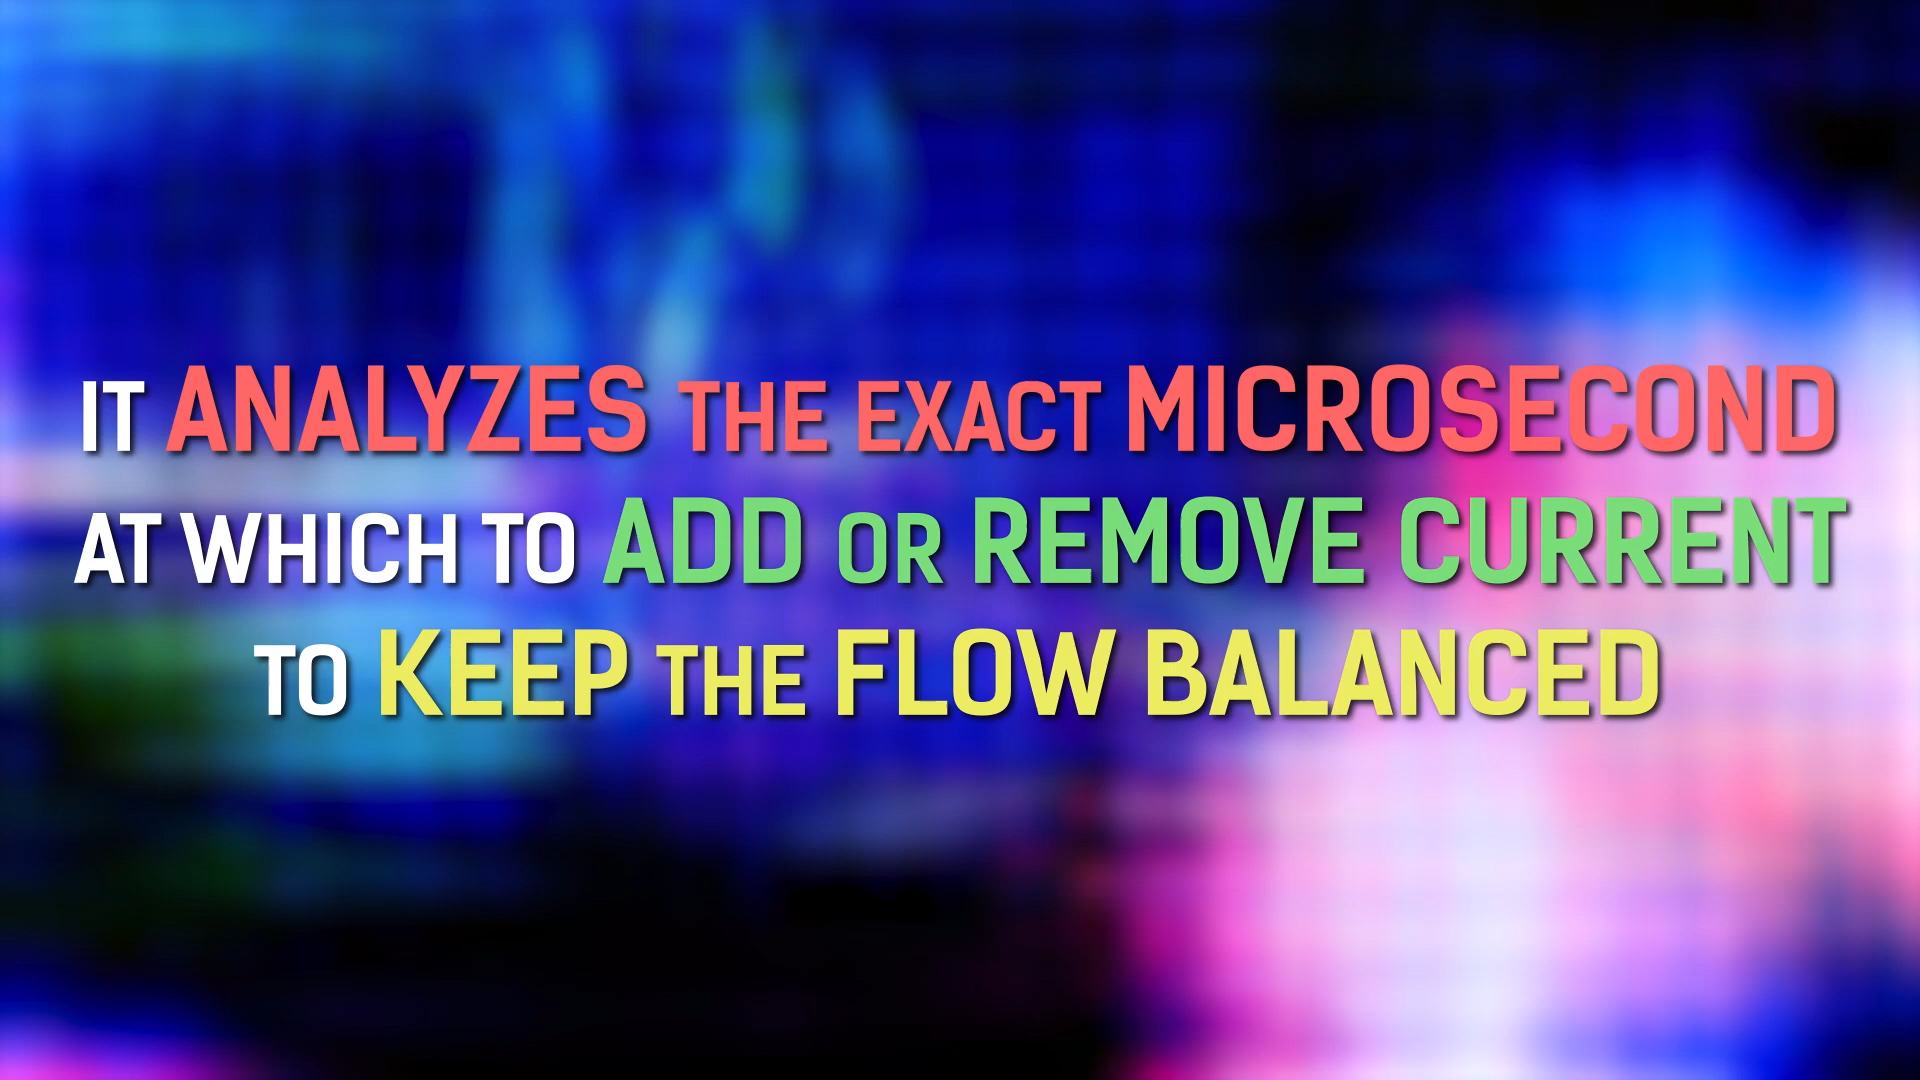 IT ANALYZES THE EXACT MICROSECOND
AT WHICH TO ADD OR REMOVE CURRENT
TO KEEP THE FLOW BALANCED